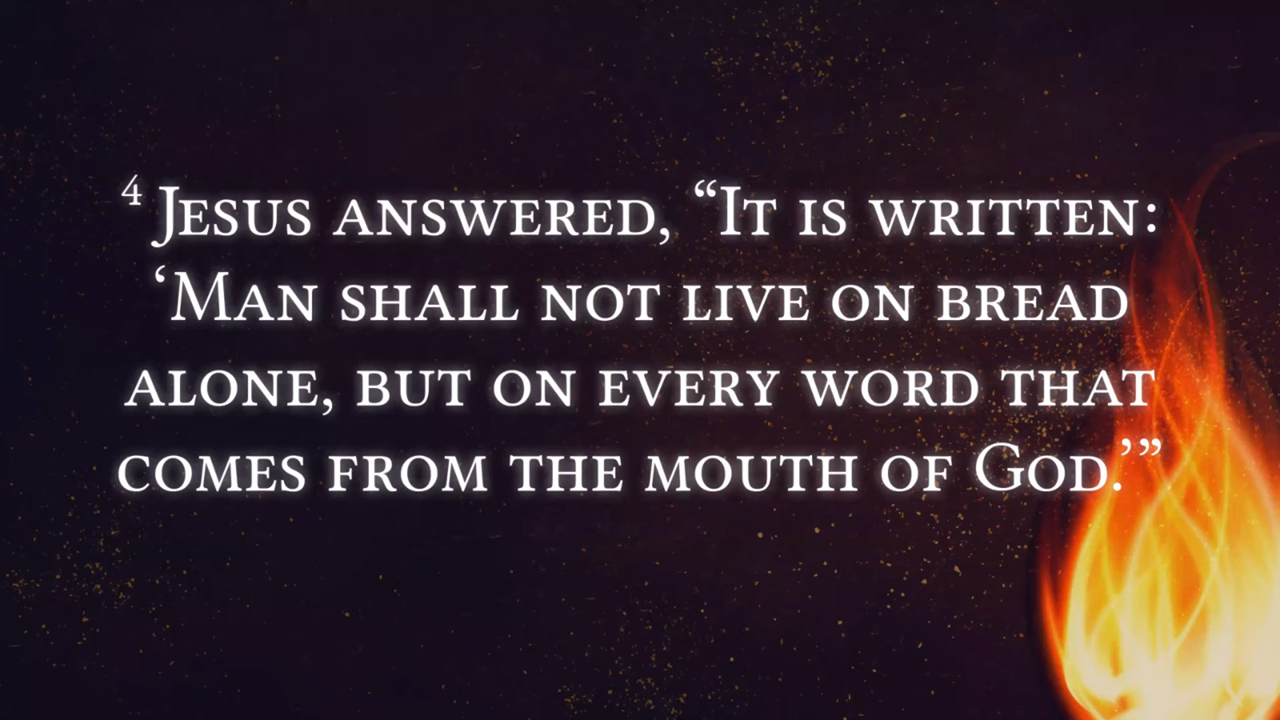 4 Jesus answered, “It is written:
‘Man shall not live on bread
alone, but on every word that
comes from the mouth of God.’”